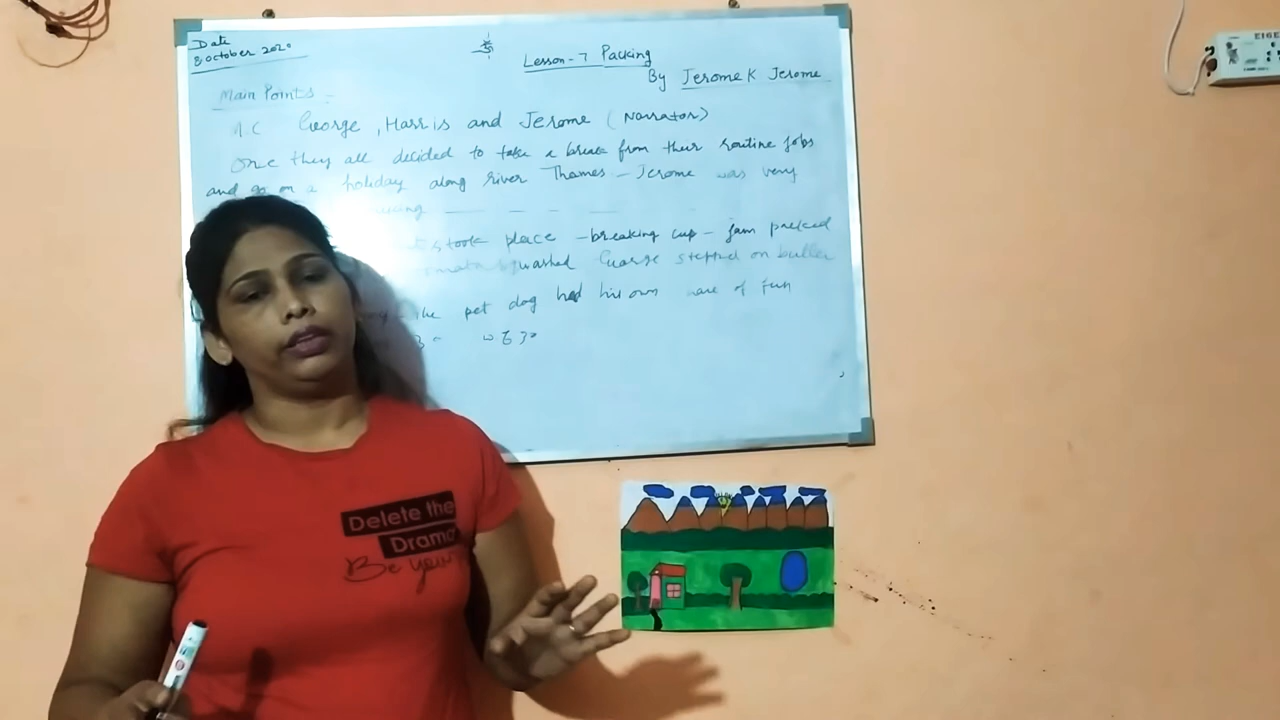 Date
8 October 2020
Lesson-7 Packing
By Jerome K Jerome
Main Points -
M.C George, Harris and Jerome (Narrator)
Once they all decided to take a break from their routine jobs
and go on a holiday along river Thames - Jerome was very
took place - breaking cup - jam packed
squashed George stepped on butter
The pet dog had his own of fun
Delete the
Drama
Be your